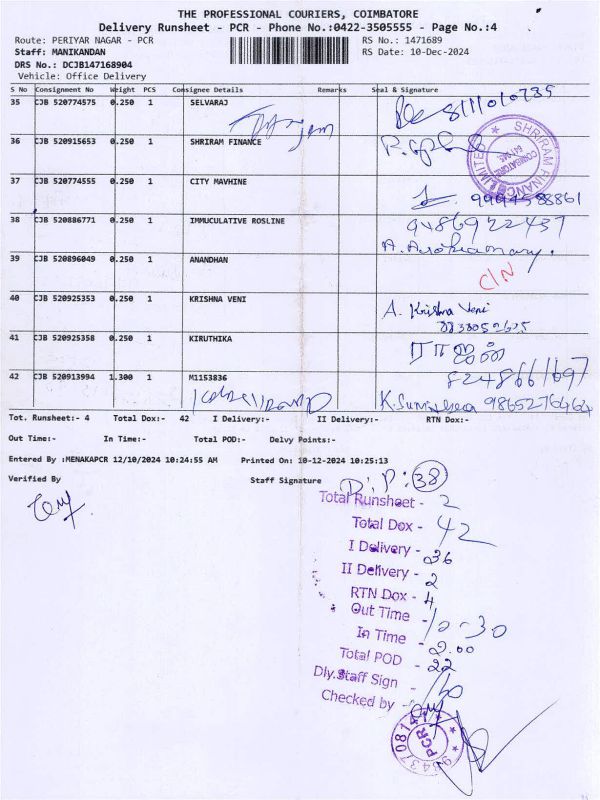 THE PROFESSIONAL COURIERS, COIMBATORE
Delivery Runsheet - PCR - Phone No.:0422-3505555 - Page No.:4
Route: PERIYAR NAGAR - PCR RS No.: 1471689
Staff: MANIKANDAN RS Date: 10-Dec-2024
DRS No.: DCJB147168904
Vehicle: Office Delivery
S No Consignment No Weight PCS Consignee Details Remarks Seal & Signature
35 CJB 520774575 0.250 1 SELVARAJ
36 CJB 520915653 0.250 1 SHRIRAM FINANCE
SHRIRAM FINANCE LIMITED
COIMBATORE
37 CJB 520774555 0.250 1 CITY MAVHINE
9994588861
38 CJB 520886771 0.250 1 IMMUCULATIVE ROSLINE 9486922437
A. Arokiamary.
39 CJB 520896049 0.250 1 ANANDHAN C/N
40 CJB 520925353 0.250 1 KRISHNA VENI A. Krishna Veni
41 CJB 520925358 0.250 1 KIRUTHIKA
8248661697
42 CJB 520913994 1.300 1 M1153836
9865276464
Tot. Runsheet:- 4 Total Dox:- 42 I Delivery:- II Delivery:- RTN Dox:-
Out Time:- In Time:- Total POD:- Delvy Points:-
Entered By :MENAKAPCR 12/10/2024 10:24:55 AM Printed On: 10-12-2024 10:25:13
Verified By Staff Signature
D.P: 38
Total Runsheet - 2
Total Dox - 42
I Delivery - 36
II Delivery - 2
RTN Dox - 4
Out Time - 10-30
In Time - 2.00
Total POD - 22
Dly.Staff Sign -
Checked by -
PCR